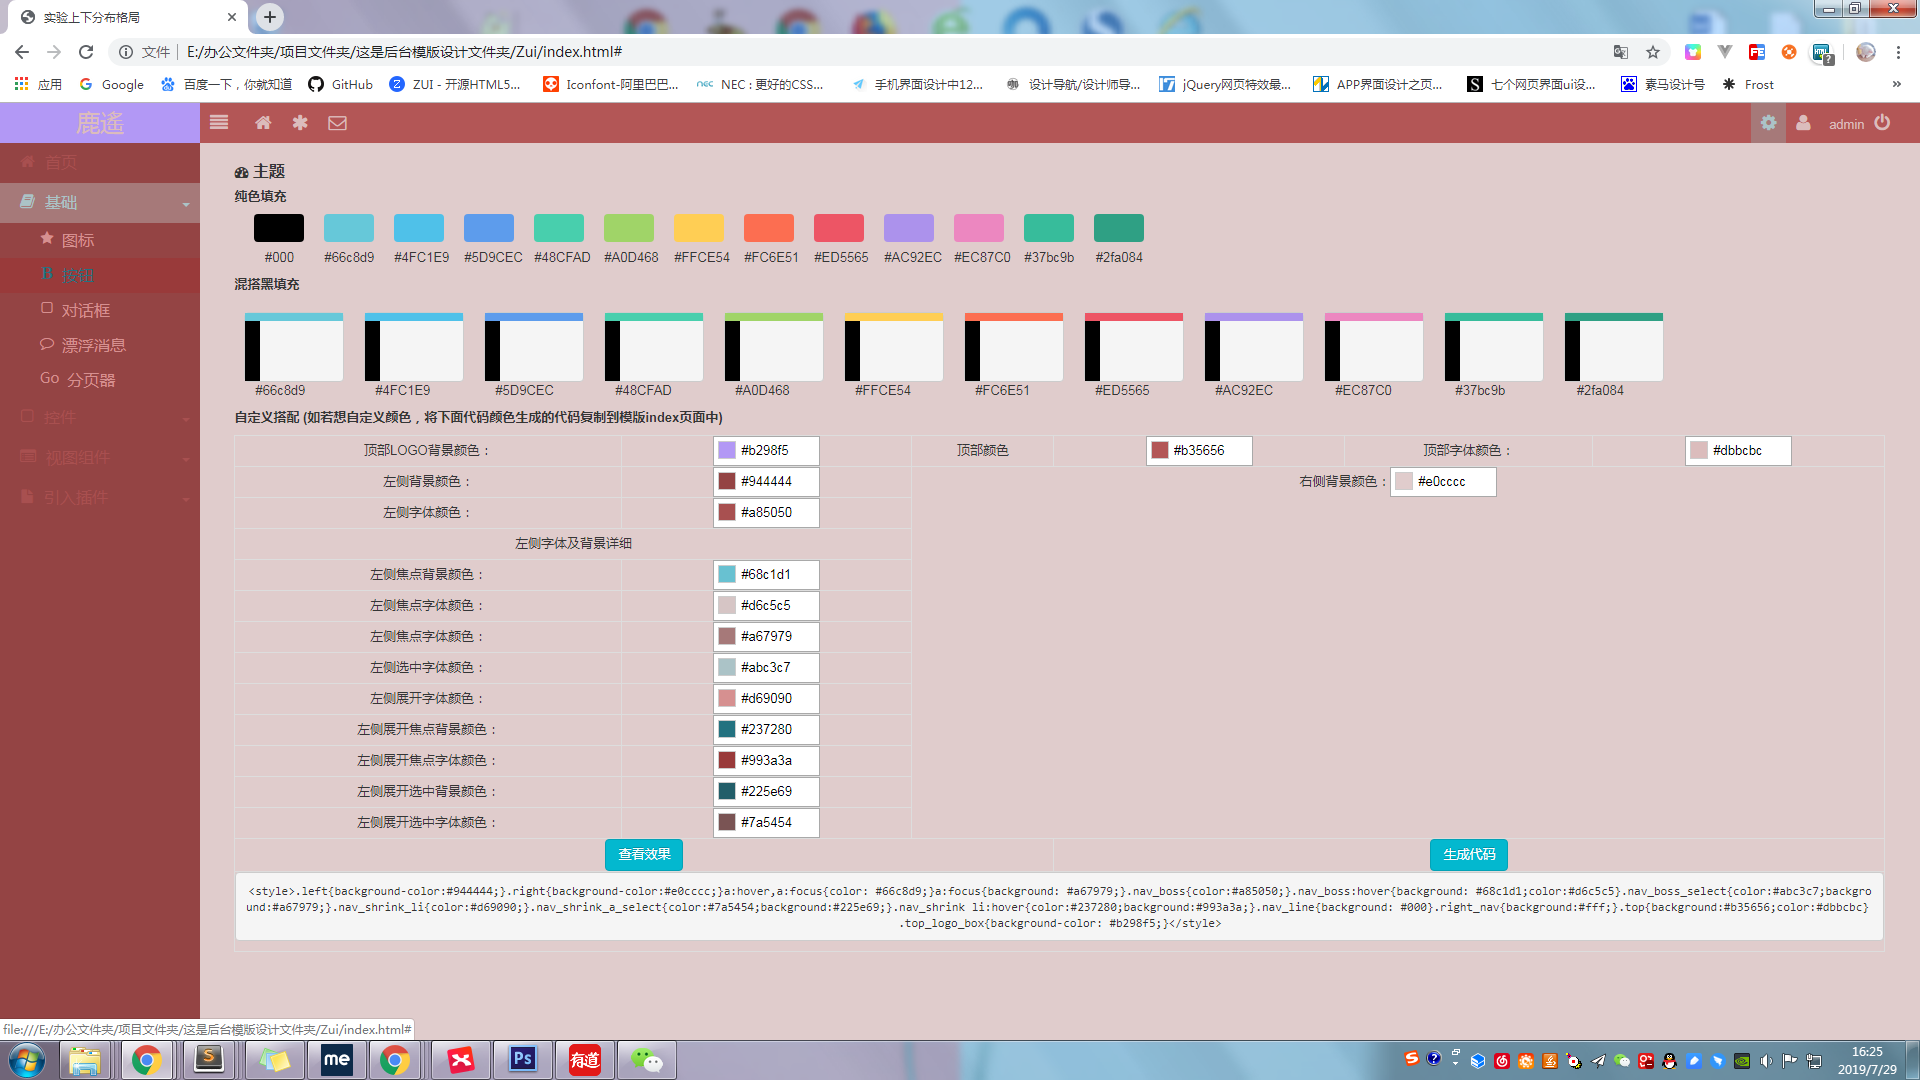 实验上下分布格局
文件 E:/办公文件夹/项目文件夹/这是后台模版设计文件夹/Zui/index.html#
应用 Google 百度一下，你就知道 GitHub ZUI - 开源HTML5... Iconfont-阿里巴巴... NEC : 更好的CSS... 手机界面设计中12... 设计导航/设计师导... jQuery网页特效最... APP界面设计之页... 七个网页界面ui设... 素马设计号 Frost »
鹿遙
admin
首页
基础
图标
按钮
对话框
漂浮消息
Go 分页器
控件
视图组件
引入插件
主题
纯色填充
#000 #66c8d9 #4FC1E9 #5D9CEC #48CFAD #A0D468 #FFCE54 #FC6E51 #ED5565 #AC92EC #EC87C0 #37bc9b #2fa084
混搭黑填充
#66c8d9 #4FC1E9 #5D9CEC #48CFAD #A0D468 #FFCE54 #FC6E51 #ED5565 #AC92EC #EC87C0 #37bc9b #2fa084
自定义搭配 (如若想自定义颜色，将下面代码颜色生成的代码复制到模版index页面中)
顶部LOGO背景颜色： #b298f5 顶部颜色 #b35656 顶部字体颜色： #dbbcbc
左侧背景颜色： #944444 右侧背景颜色： #e0cccc
左侧字体颜色： #a85050
左侧字体及背景详细
左侧焦点背景颜色： #68c1d1
左侧焦点字体颜色： #d6c5c5
左侧焦点字体颜色： #a67979
左侧选中字体颜色： #abc3c7
左侧展开字体颜色： #d69090
左侧展开焦点背景颜色： #237280
左侧展开焦点字体颜色： #993a3a
左侧展开选中背景颜色： #225e69
左侧展开选中字体颜色： #7a5454
查看效果 生成代码
<style>.left{background-color:#944444;}.right{background-color:#e0cccc;}a:hover,a:focus{color: #66c8d9;}a:focus{background: #a67979;}.nav_boss{color:#a85050;}.nav_boss:hover{background: #68c1d1;color:#d6c5c5}.nav_boss_select{color:#abc3c7;backgro
und:#a67979;}.nav_shrink_li{color:#d69090;}.nav_shrink_a_select{color:#7a5454;background:#225e69;}.nav_shrink li:hover{color:#237280;background:#993a3a;}.nav_line{background: #000}.right_nav{background:#fff;}.top{background:#b35656;color:#dbbcbc}
.top_logo_box{background-color: #b298f5;}</style>
file:///E:/办公文件夹/项目文件夹/这是后台模版设计文件夹/Zui/index.html#
me
Ps
有道
16:25
2019/7/29